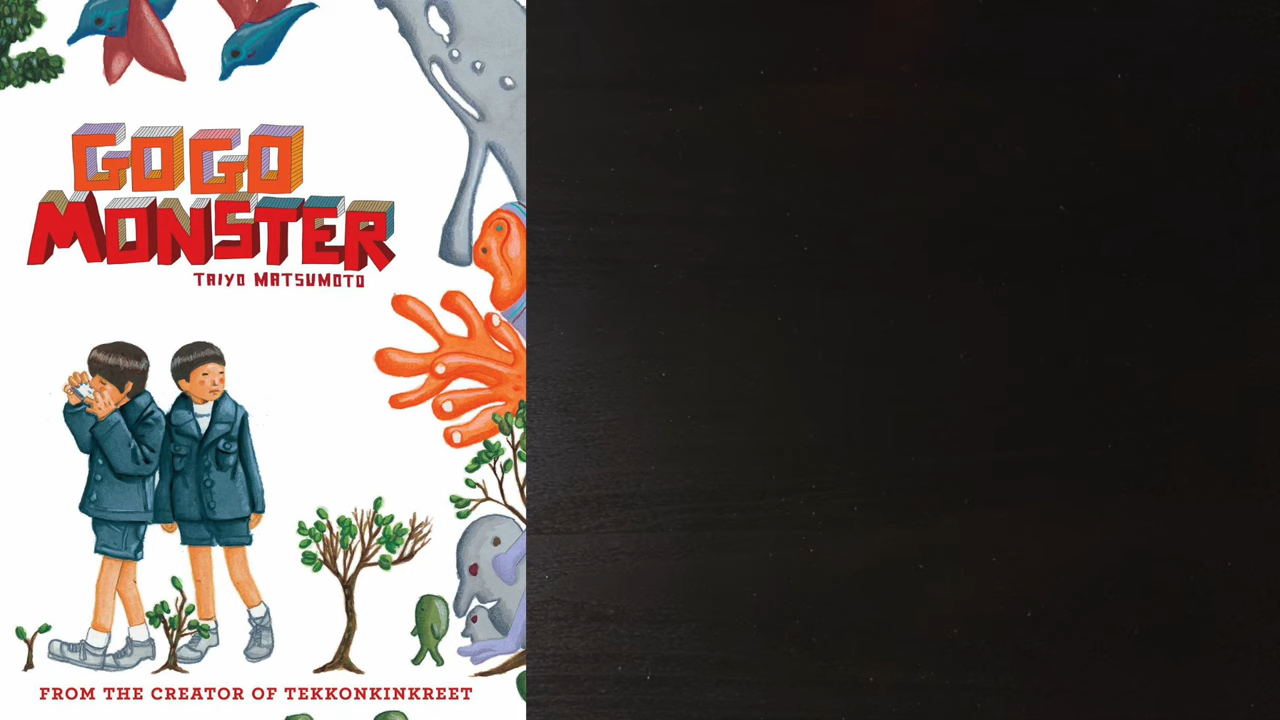 GOGO
MONSTER
TAIYO MATSUMOTO
FROM THE CREATOR OF TEKKONKINKREET